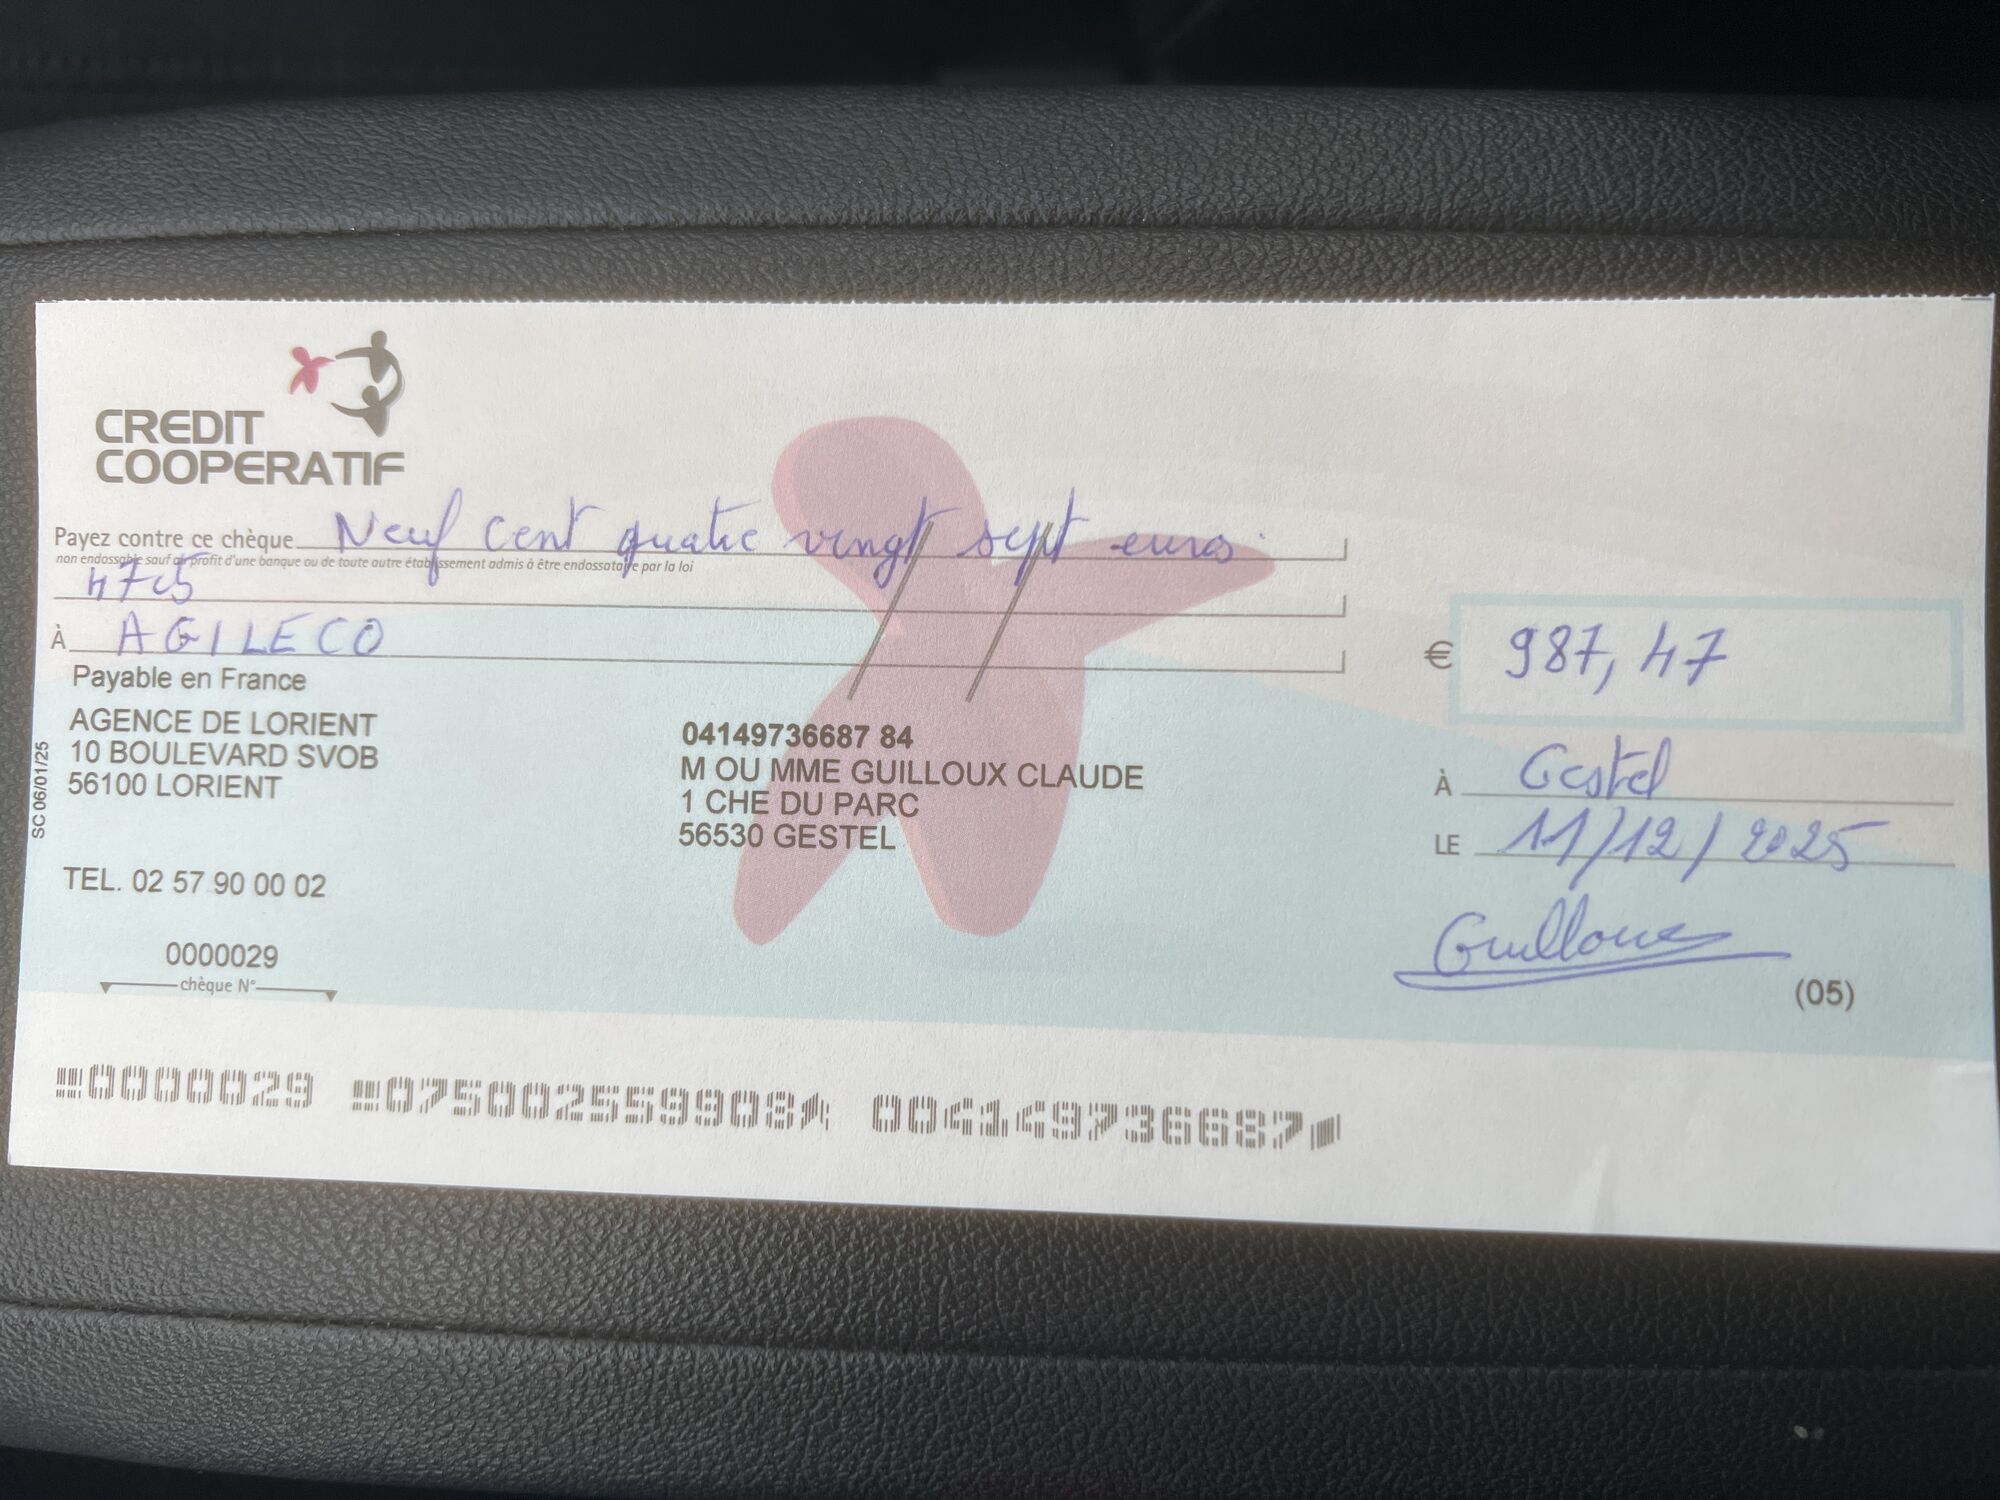 CREDIT
COOPERATIF
Payez contre ce chèque Neuf cent quatre vingt sept euros.
non endossable sauf au profit d'une banque ou de toute autre établissement admis à être endossataire par la loi
47cs
À AGILECO
€ 987,47
Payable en France
AGENCE DE LORIENT
10 BOULEVARD SVOB
56100 LORIENT
SC 06/01/25
TEL. 02 57 90 00 02
04149736687 84
M OU MME GUILLOUX CLAUDE
1 CHE DU PARC
56530 GESTEL
À Gestel
LE 11/12/2025
Guilloux
(05)
0000029
chèque N°
0000029 075002559908 004149736687